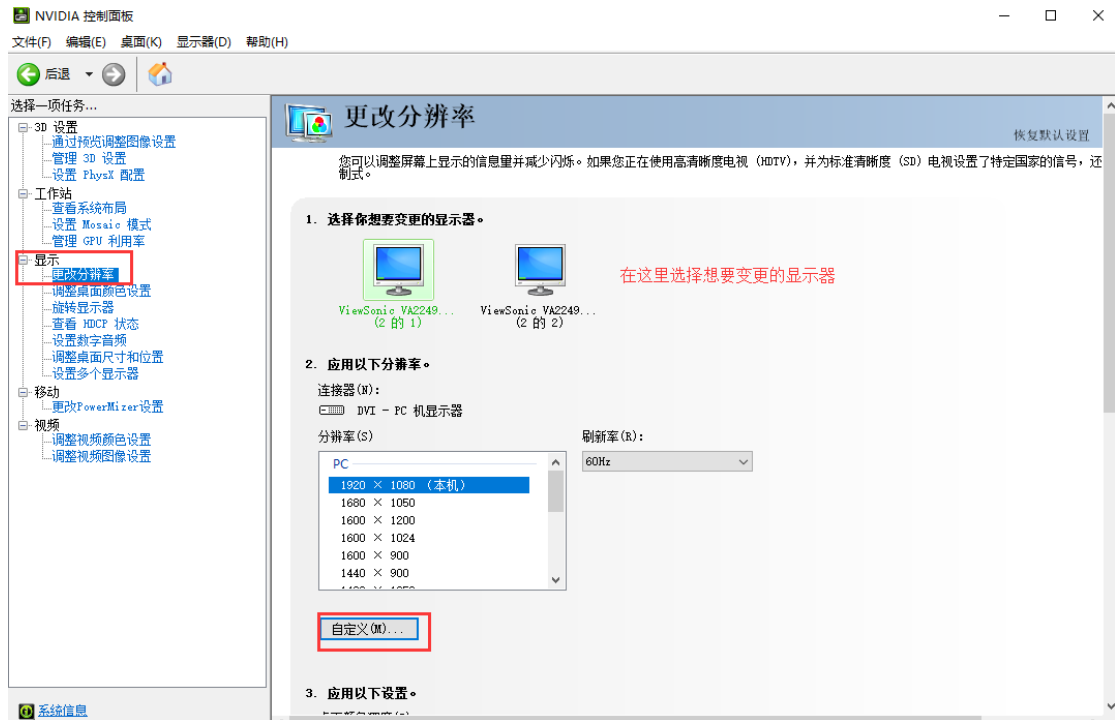 NVIDIA 控制面板
文件(F) 编辑(E) 桌面(K) 显示器(D) 帮助(H)
后退
选择一项任务...
3D 设置
通过预览调整图像设置
管理 3D 设置
设置 PhysX 配置
工作站
查看系统布局
设置 Mosaic 模式
管理 GPU 利用率
显示
更改分辨率
调整桌面颜色设置
旋转显示器
查看 HDCP 状态
设置数字音频
调整桌面尺寸和位置
设置多个显示器
移动
更改PowerMizer设置
视频
调整视频颜色设置
调整视频图像设置
系统信息
更改分辨率
恢复默认设置
您可以调整屏幕上显示的信息量并减少闪烁。如果您正在使用高清晰度电视 (HDTV)，并为标准清晰度 (SD) 电视设置了特定国家的信号，还
制式。
1. 选择你想要变更的显示器。
在这里选择想要变更的显示器
ViewSonic VA2249... ViewSonic VA2249...
(2 的 1) (2 的 2)
2. 应用以下分辨率。
连接器(N):
DVI - PC 机显示器
分辨率(S) 刷新率(R):
60Hz
PC
1920 × 1080 (本机)
1680 × 1050
1600 × 1200
1600 × 1024
1600 × 900
1440 × 900
自定义(M)...
3. 应用以下设置。